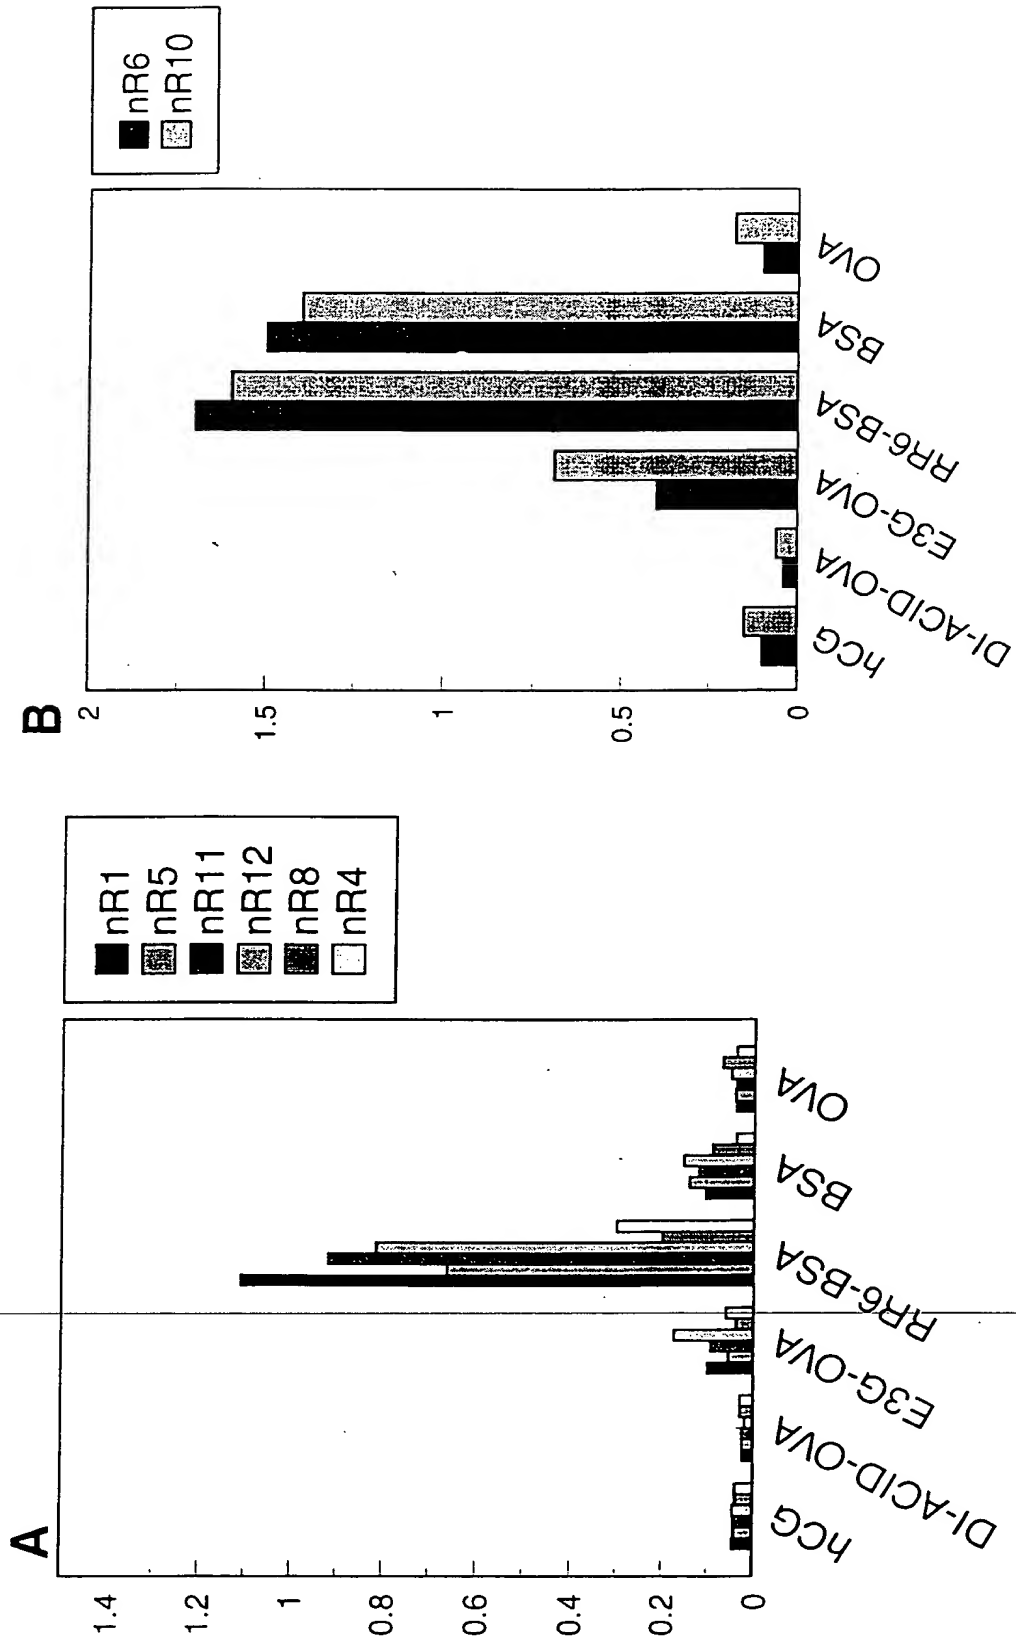 A
1.4
1.2
1
0.8
0.6
0.4
0.2
0
hCG
DI-ACID-OVA
E3G-OVA
RR6-BSA
BSA
OVA
nR1
nR5
nR11
nR12
nR8
nR4
B
2
1.5
1
0.5
0
hCG
DI-ACID-OVA
E3G-OVA
RR6-BSA
BSA
OVA
nR6
nR10